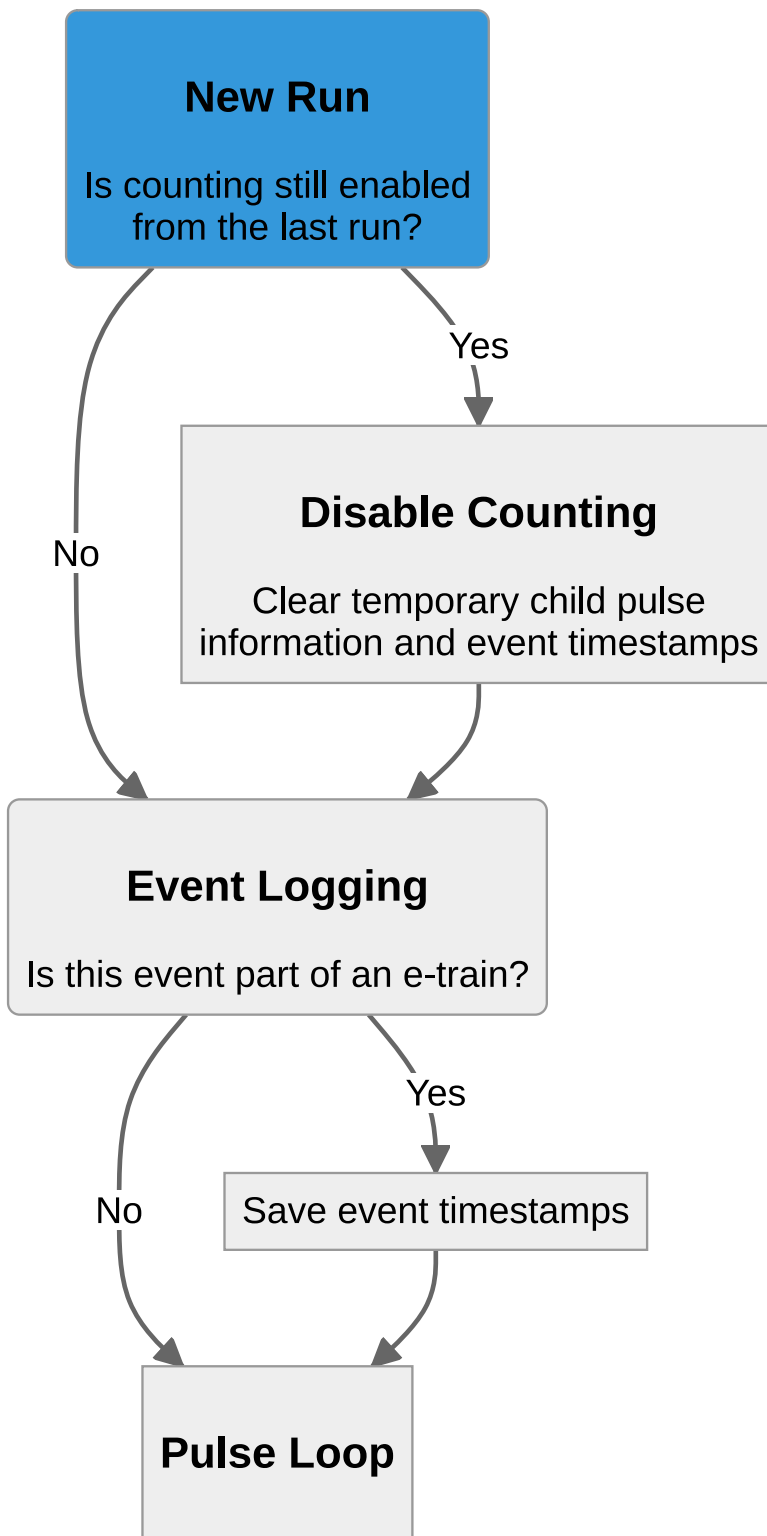 New Run
Is counting still enabled
from the last run?
Yes
Disable Counting
No
Clear temporary child pulse
information and event timestamps
Event Logging
Is this event part of an e-train?
Yes
No
Save event timestamps
Pulse Loop